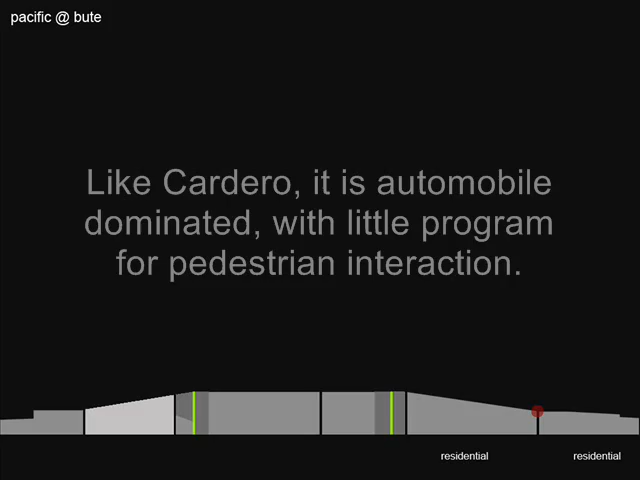 pacific @ bute
Like Cardero, it is automobile
dominated, with little program
for pedestrian interaction.
residential
residential